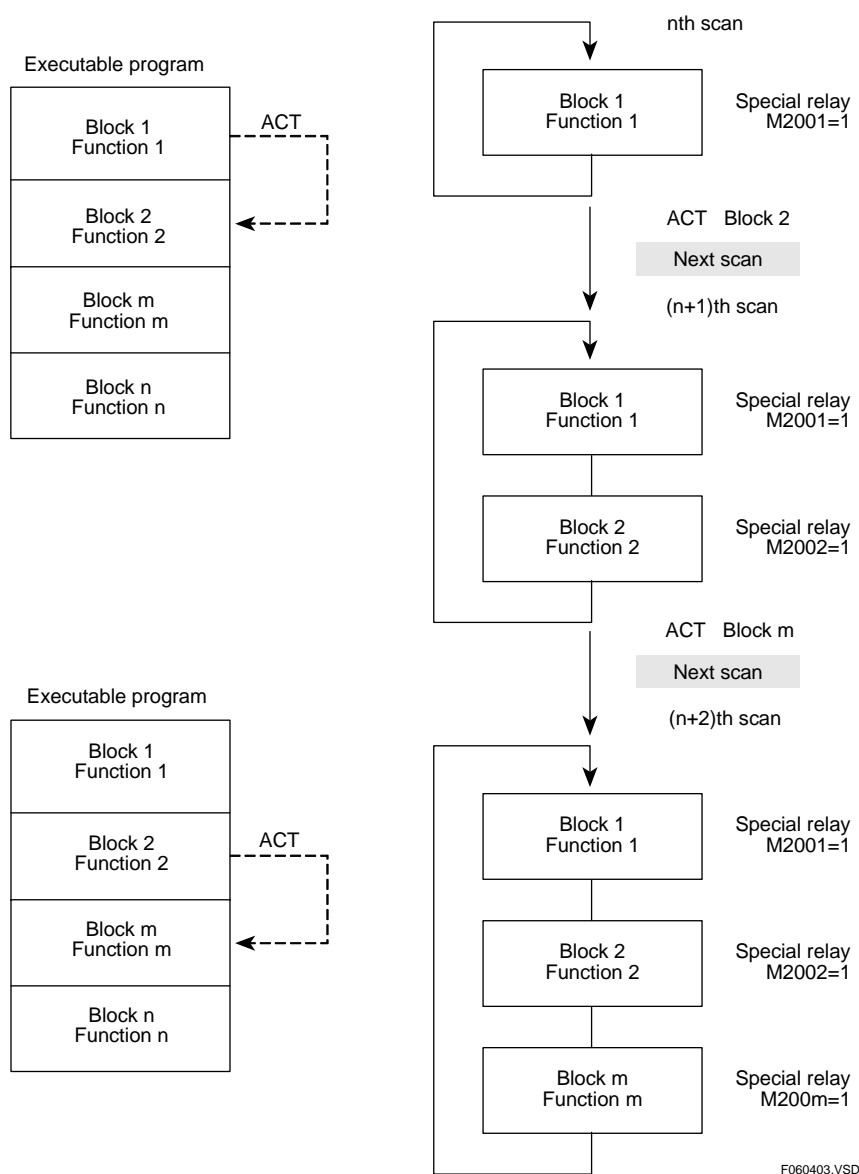 Executable program
Block 1
Function 1
ACT
Block 2
Function 2
Block m
Function m
Block n
Function n
nth scan
Block 1
Function 1
Special relay
M2001=1
ACT Block 2
Next scan
(n+1)th scan
Block 1
Function 1
Special relay
M2001=1
Block 2
Function 2
Special relay
M2002=1
ACT Block m
Next scan
(n+2)th scan
Executable program
Block 1
Function 1
Block 2
Function 2
ACT
Block m
Function m
Block n
Function n
Block 1
Function 1
Special relay
M2001=1
Block 2
Function 2
Special relay
M2002=1
Block m
Function m
Special relay
M200m=1
F060403.VSD